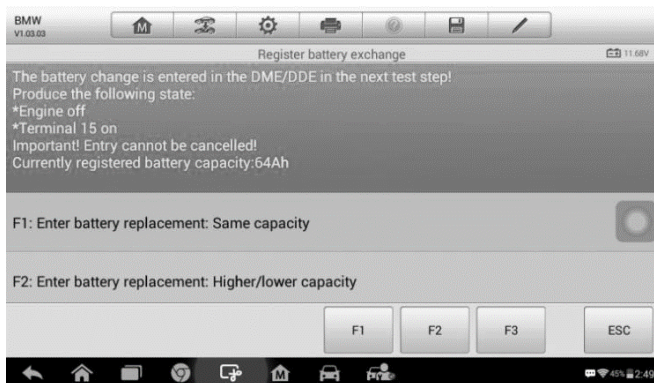 BMW
V1.03.03
Register battery exchange
11.68V
The battery change is entered in the DME/DDE in the next test step!
Produce the following state:
*Engine off
*Terminal 15 on
Important! Entry cannot be cancelled!
Currently registered battery capacity:64Ah
F1: Enter battery replacement: Same capacity
F2: Enter battery replacement: Higher/lower capacity
F1
F2
F3
ESC
45%
2:49